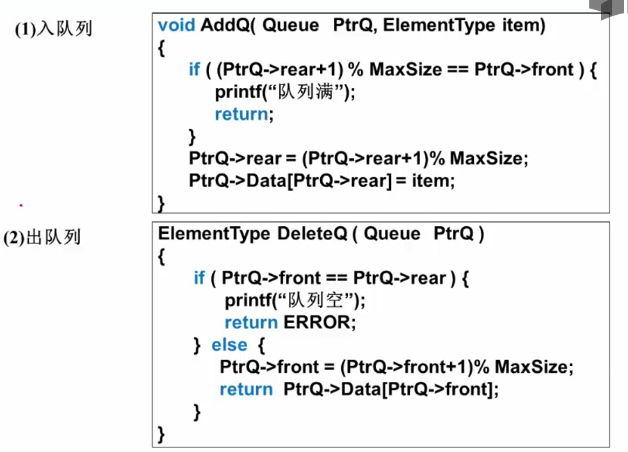 (1)入队列
void AddQ( Queue PtrQ, ElementType item)
{
if ( (PtrQ->rear+1) % MaxSize == PtrQ->front ) {
printf(“队列满”);
return;
}
PtrQ->rear = (PtrQ->rear+1)% MaxSize;
PtrQ->Data[PtrQ->rear] = item;
}
(2)出队列
ElementType DeleteQ ( Queue PtrQ )
{
if ( PtrQ->front == PtrQ->rear ) {
printf(“队列空”);
return ERROR;
} else {
PtrQ->front = (PtrQ->front+1)% MaxSize;
return PtrQ->Data[PtrQ->front];
}
}